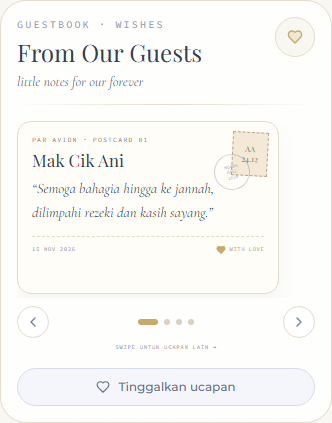 GUESTBOOK · WISHES
From Our Guests
little notes for our forever
PAR AVION · POSTCARD 01
AA
24.12
Mak Cik Ani
“Semoga bahagia hingga ke jannah,
dilimpahi rezeki dan kasih sayang.”
15 NOV 2026
WITH LOVE
SWIPE UNTUK UCAPAN LAIN →
Tinggalkan ucapan